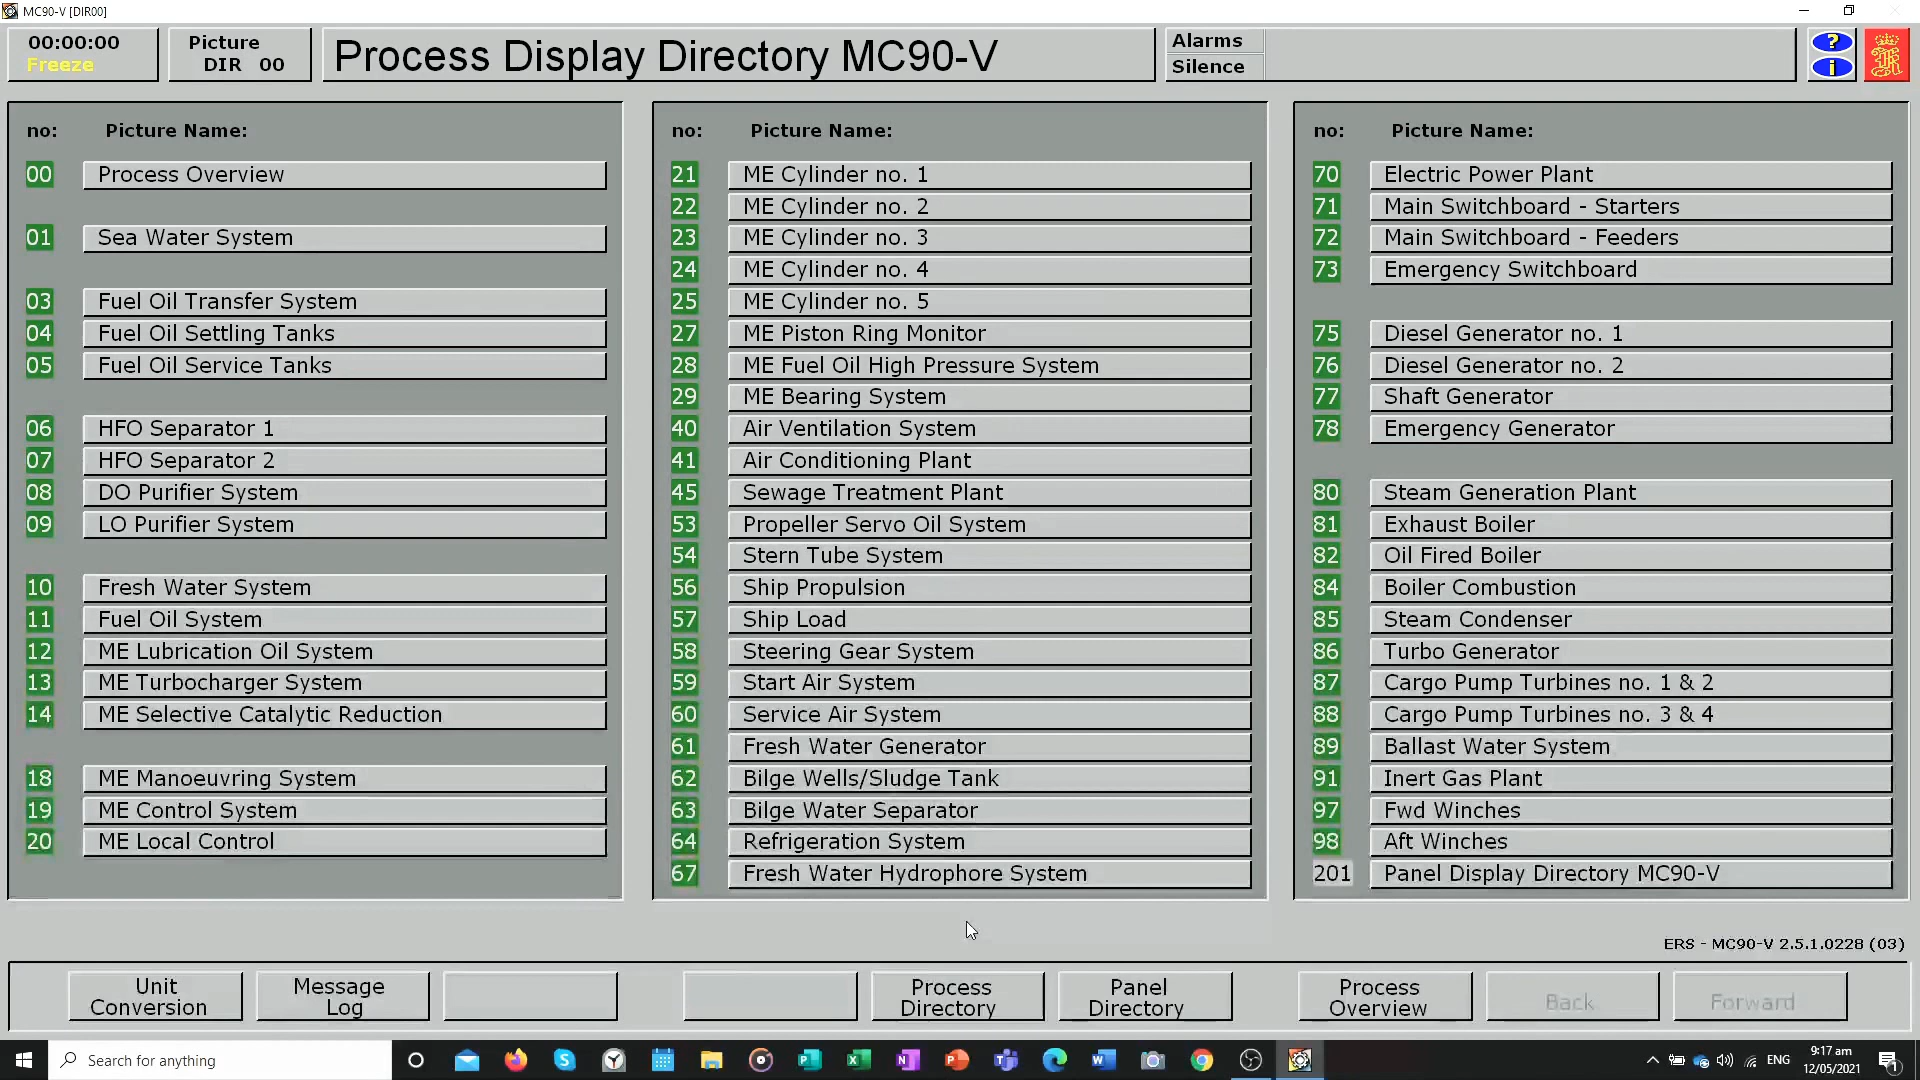 MC90-V [DIR00]
00:00:00
Freeze
Picture
DIR 00
Process Display Directory MC90-V
Alarms
Silence
?
i
no: Picture Name:
00 Process Overview
01 Sea Water System
03 Fuel Oil Transfer System
04 Fuel Oil Settling Tanks
05 Fuel Oil Service Tanks
06 HFO Separator 1
07 HFO Separator 2
08 DO Purifier System
09 LO Purifier System
10 Fresh Water System
11 Fuel Oil System
12 ME Lubrication Oil System
13 ME Turbocharger System
14 ME Selective Catalytic Reduction
18 ME Manoeuvring System
19 ME Control System
20 ME Local Control
no: Picture Name:
21 ME Cylinder no. 1
22 ME Cylinder no. 2
23 ME Cylinder no. 3
24 ME Cylinder no. 4
25 ME Cylinder no. 5
27 ME Piston Ring Monitor
28 ME Fuel Oil High Pressure System
29 ME Bearing System
40 Air Ventilation System
41 Air Conditioning Plant
45 Sewage Treatment Plant
53 Propeller Servo Oil System
54 Stern Tube System
56 Ship Propulsion
57 Ship Load
58 Steering Gear System
59 Start Air System
60 Service Air System
61 Fresh Water Generator
62 Bilge Wells/Sludge Tank
63 Bilge Water Separator
64 Refrigeration System
67 Fresh Water Hydrophore System
no: Picture Name:
70 Electric Power Plant
71 Main Switchboard - Starters
72 Main Switchboard - Feeders
73 Emergency Switchboard
75 Diesel Generator no. 1
76 Diesel Generator no. 2
77 Shaft Generator
78 Emergency Generator
80 Steam Generation Plant
81 Exhaust Boiler
82 Oil Fired Boiler
84 Boiler Combustion
85 Steam Condenser
86 Turbo Generator
87 Cargo Pump Turbines no. 1 & 2
88 Cargo Pump Turbines no. 3 & 4
89 Ballast Water System
91 Inert Gas Plant
97 Fwd Winches
98 Aft Winches
201 Panel Display Directory MC90-V
ERS - MC90-V 2.5.1.0228 (03)
Unit
Conversion
Message
Log
Process
Directory
Panel
Directory
Process
Overview
Back
Forward
Search for anything
ENG
9:17 am
12/05/2021
1